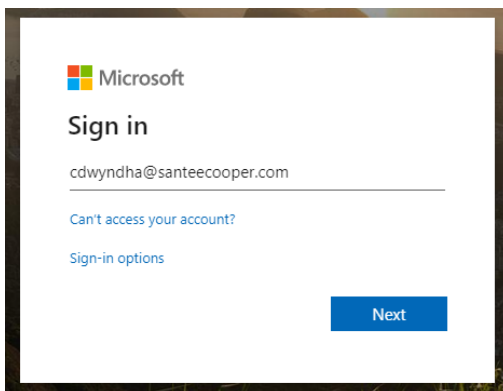 Microsoft
Sign in
cdwyndha@santeecooper.com
Can't access your account?
Sign-in options
Next